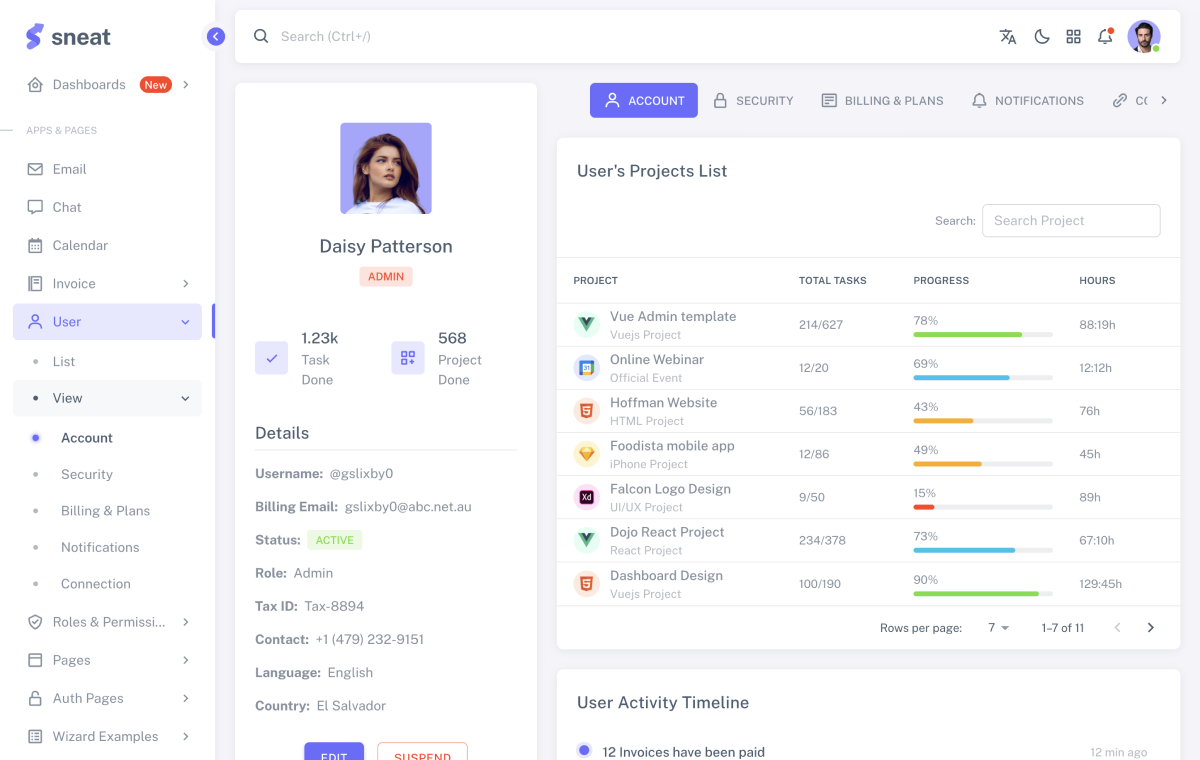 sneat
Dashboards New
APPS & PAGES
Email
Chat
Calendar
Invoice
User
List
View
Account
Security
Billing & Plans
Notifications
Connection
Roles & Permissi...
Pages
Auth Pages
Wizard Examples
Search (Ctrl+/)
Daisy Patterson
ADMIN
1.23k
Task
Done
568
Project
Done
Details
Username: @gslixby0
Billing Email: gslixby0@abc.net.au
Status: ACTIVE
Role: Admin
Tax ID: Tax-8894
Contact: +1 (479) 232-9151
Language: English
Country: El Salvador
EDIT SUSPEND
ACCOUNT SECURITY BILLING & PLANS NOTIFICATIONS
User's Projects List
Search: Search Project
PROJECT TOTAL TASKS PROGRESS HOURS
Vue Admin template
Vuejs Project
214/627 78% 88:19h
Online Webinar
Official Event
31
12/20 69% 12:12h
Hoffman Website
HTML Project
56/183 43% 76h
Foodista mobile app
iPhone Project
12/86 49% 45h
Xd
Falcon Logo Design
UI/UX Project
9/50 15% 89h
Dojo React Project
React Project
234/378 73% 67:10h
Dashboard Design
Vuejs Project
100/190 90% 129:45h
Rows per page: 7 1–7 of 11
User Activity Timeline
12 Invoices have been paid 12 min ago